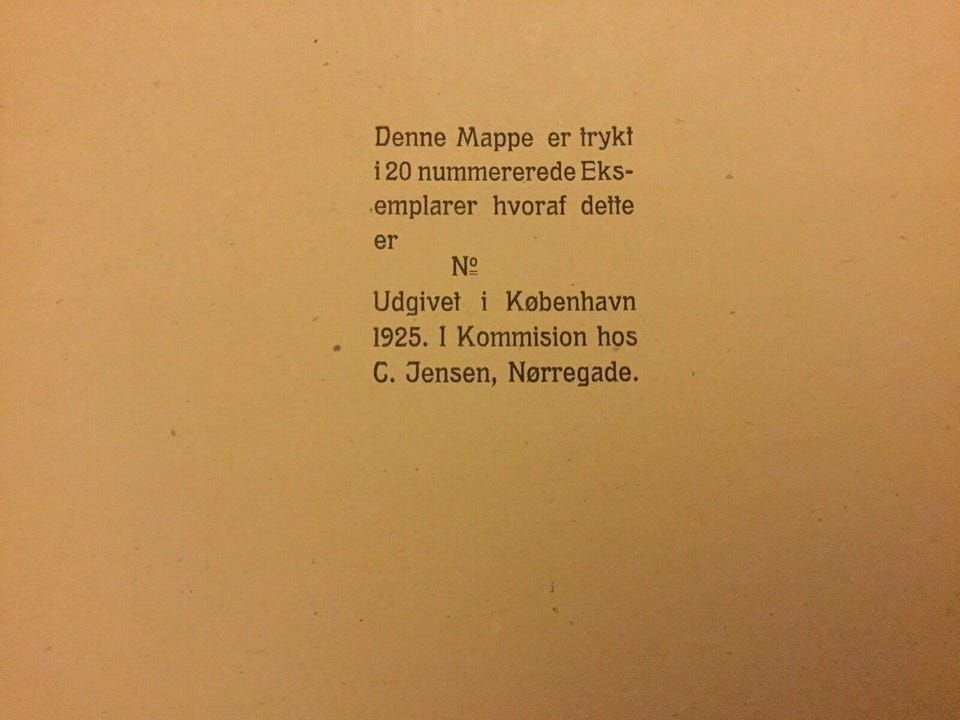 Denne Mappe er trykt
i 20 nummererede Eks-
emplarer hvoraf dette
er
Nº
Udgivet i København
1925. I Kommision hos
C. Jensen, Nørregade.